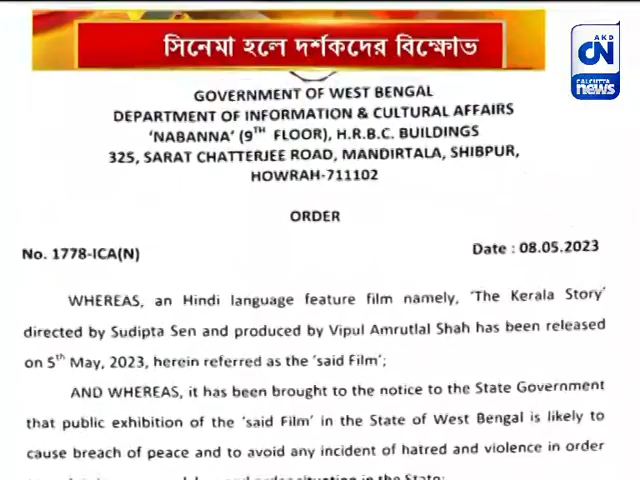 সিনেমা হলে দর্শকদের বিক্ষোভ
AKD
CN
CALCUTTA
news
GOVERNMENT OF WEST BENGAL
DEPARTMENT OF INFORMATION & CULTURAL AFFAIRS
'NABANNA' (9TH FLOOR), H.R.B.C. BUILDINGS
325, SARAT CHATTERJEE ROAD, MANDIRTALA, SHIBPUR,
HOWRAH-711102
ORDER
No. 1778-ICA(N)
Date : 08.05.2023
WHEREAS, an Hindi language feature film namely, 'The Kerala Story'
directed by Sudipta Sen and produced by Vipul Amrutlal Shah has been released
on 5th May, 2023, herein referred as the 'said Film';
AND WHEREAS, it has been brought to the notice to the State Government
that public exhibition of the 'said Film' in the State of West Bengal is likely to
cause breach of peace and to avoid any incident of hatred and violence in order
in the State;